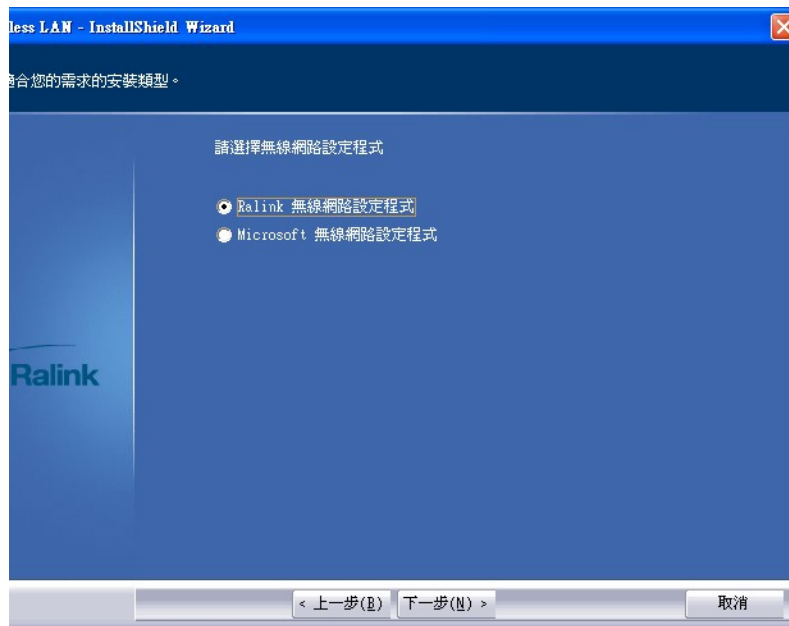 less LAN - InstallShield Wizard
合您的需求的安裝類型。
請選擇無線網路設定程式
Ralink 無線網路設定程式
Microsoft 無線網路設定程式
Ralink
< 上一步(B)
下一步(N) >
取消